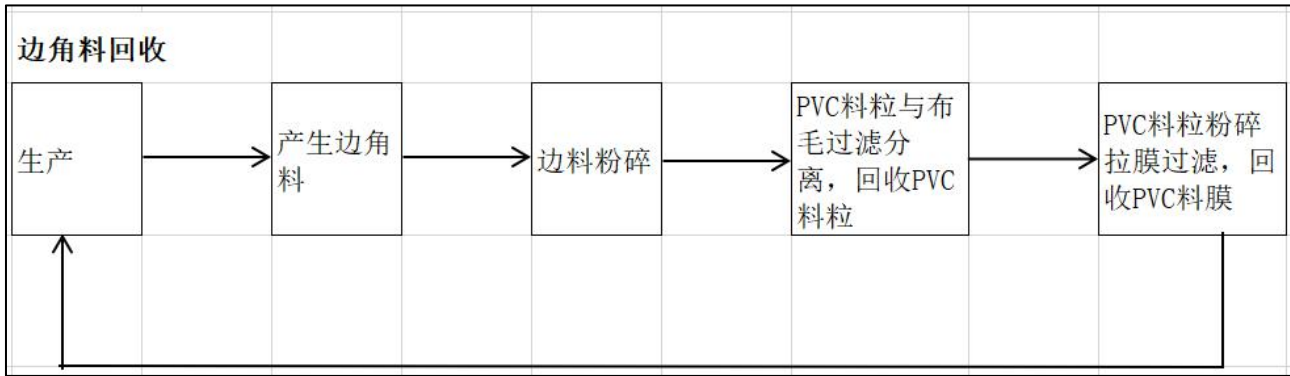 边角料回收
生产
产生边角
料
边料粉碎
PVC料粒与布
毛过滤分
离，回收PVC
料粒
PVC料粒粉碎
拉膜过滤，回
收PVC料膜